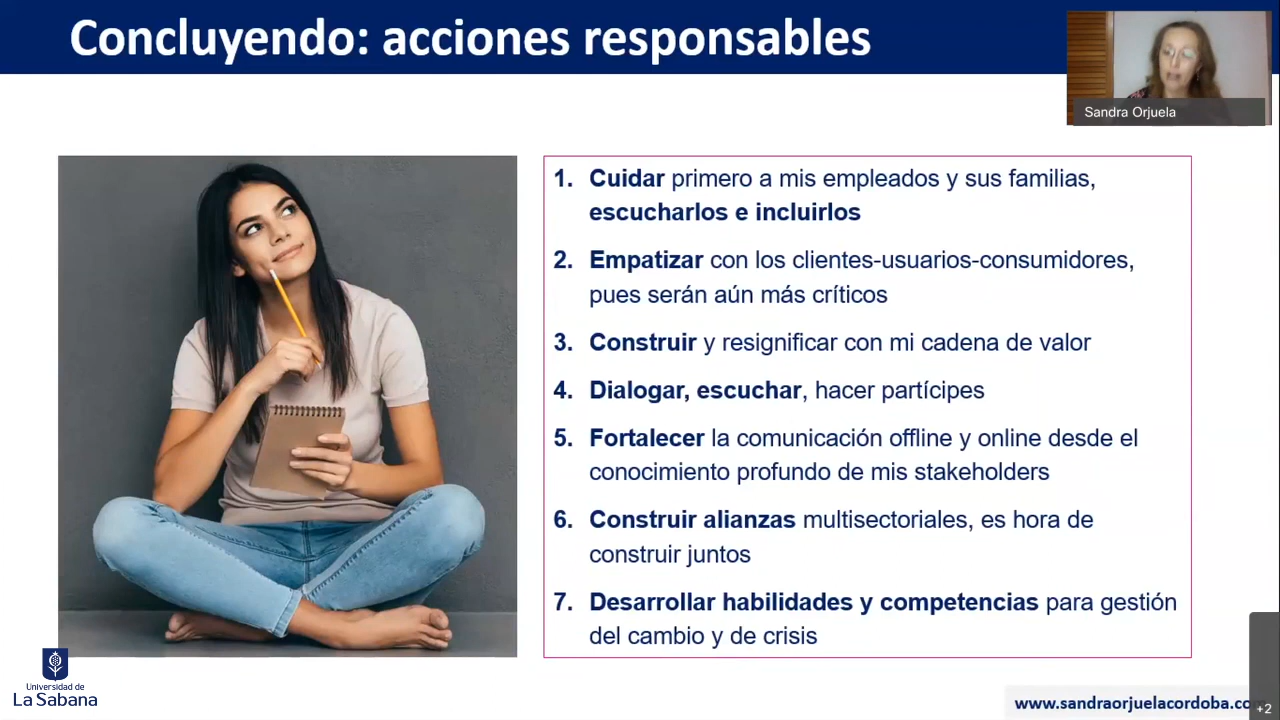 Concluyendo: acciones responsables
Sandra Orjuela
1. Cuidar primero a mis empleados y sus familias,
escucharlos e incluirlos
2. Empatizar con los clientes-usuarios-consumidores,
pues serán aún más críticos
3. Construir y resignificar con mi cadena de valor
4. Dialogar, escuchar, hacer partícipes
5. Fortalecer la comunicación offline y online desde el
conocimiento profundo de mis stakeholders
6. Construir alianzas multisectoriales, es hora de
construir juntos
7. Desarrollar habilidades y competencias para gestión
del cambio y de crisis
Universidad de
La Sabana
www.sandraorjuelacordoba.co
+2